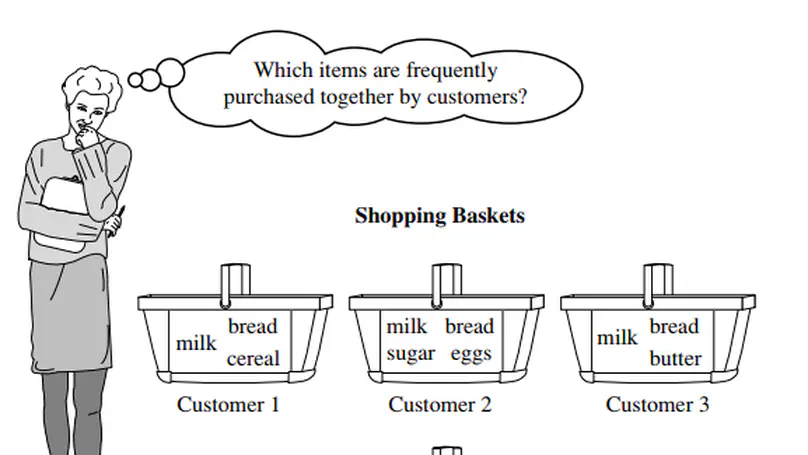 Which items are frequently
purchased together by customers?
Shopping Baskets
milk bread
cereal
milk bread
sugar eggs
milk bread
butter
Customer 1
Customer 2
Customer 3